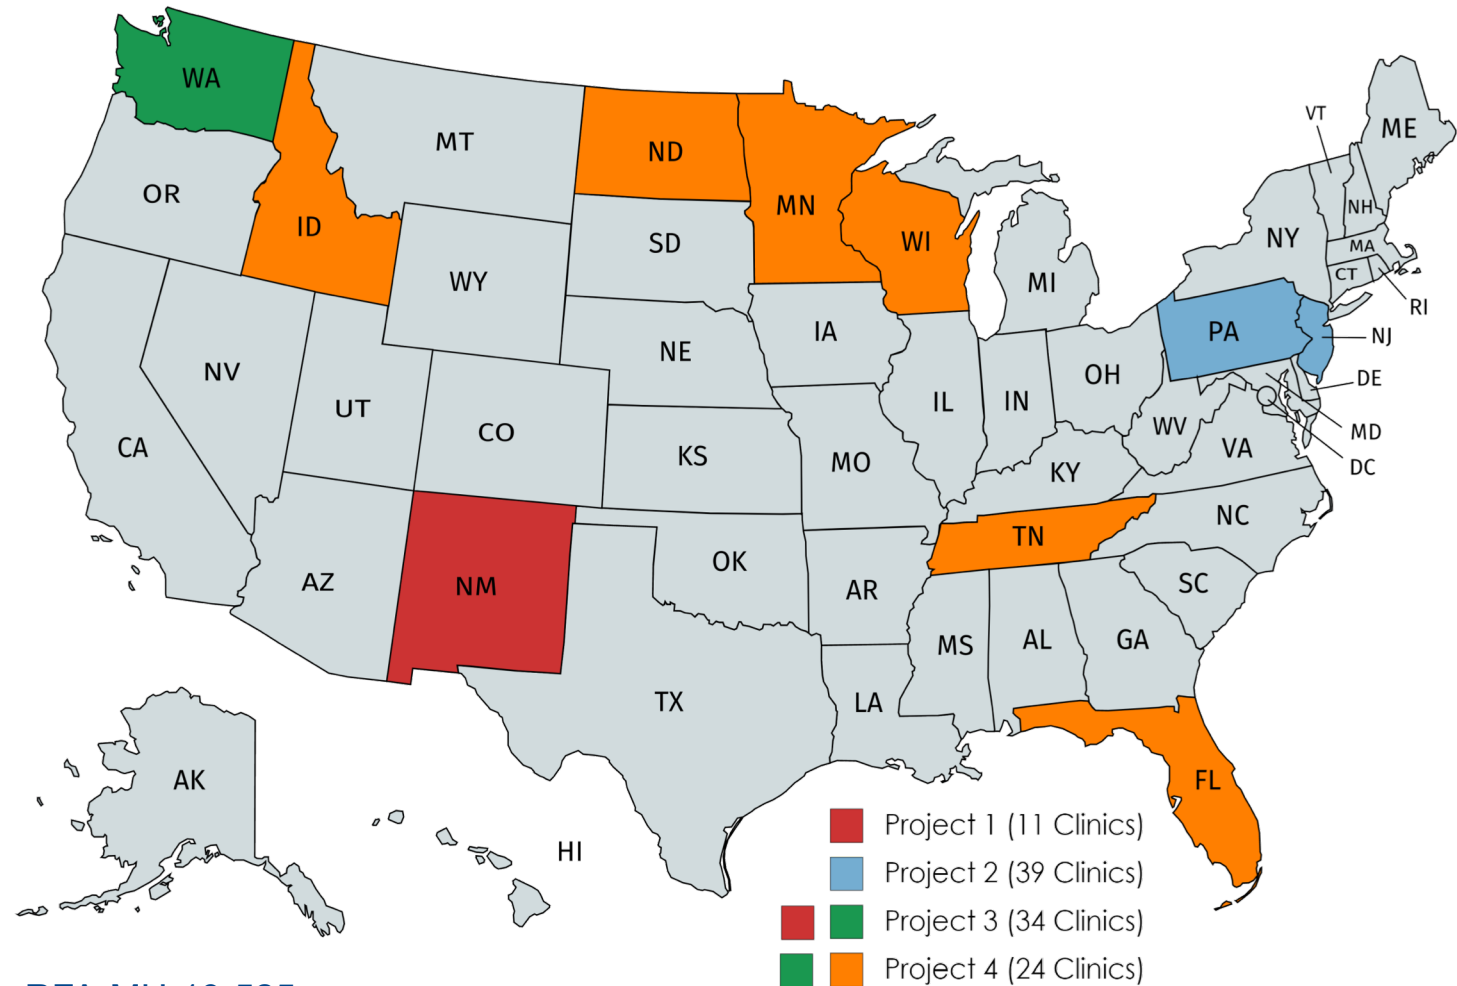 WA
MT
ND
MN
OR
ID
SD
WI
WY
MI
ME
VT
NH
NY
MA
CT
RI
NJ
PA
DE
MD
DC
NV
UT
CA
CO
NE
IA
KS
MO
IL
IN
OH
WV
VA
KY
NC
TN
SC
AZ
NM
OK
AR
MS
AL
GA
TX
LA
FL
AK
HI
Project 1 (11 Clinics)
Project 2 (39 Clinics)
Project 3 (34 Clinics)
Project 4 (24 Clinics)